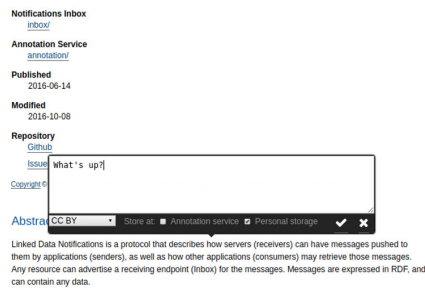 Notifications Inbox
inbox/
Annotation Service
annotation/
Published
2016-06-14
Modified
2016-10-08
Repository
Github
Issue
What's up?
Copyright ©
CC BY Store at: Annotation service Personal storage
Abstrac
Linked Data Notifications is a protocol that describes how servers (receivers) can have messages pushed to
them by applications (senders), as well as how other applications (consumers) may retrieve those messages.
Any resource can advertise a receiving endpoint (Inbox) for the messages. Messages are expressed in RDF, and
can contain any data.